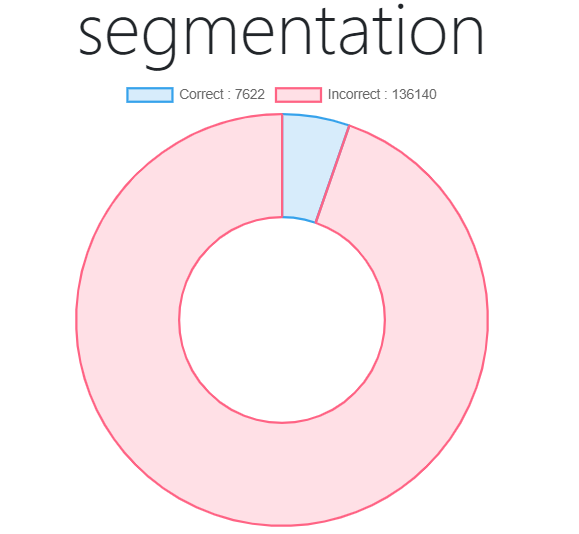 segmentation
Correct : 7622 Incorrect : 136140